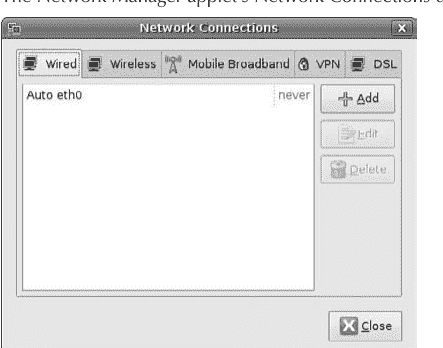 The Network Manager applet's Network Connections
Network Connections
Wired Wireless Mobile Broadband VPN DSL
Auto eth0 never
Add
Edit
Delete
Close